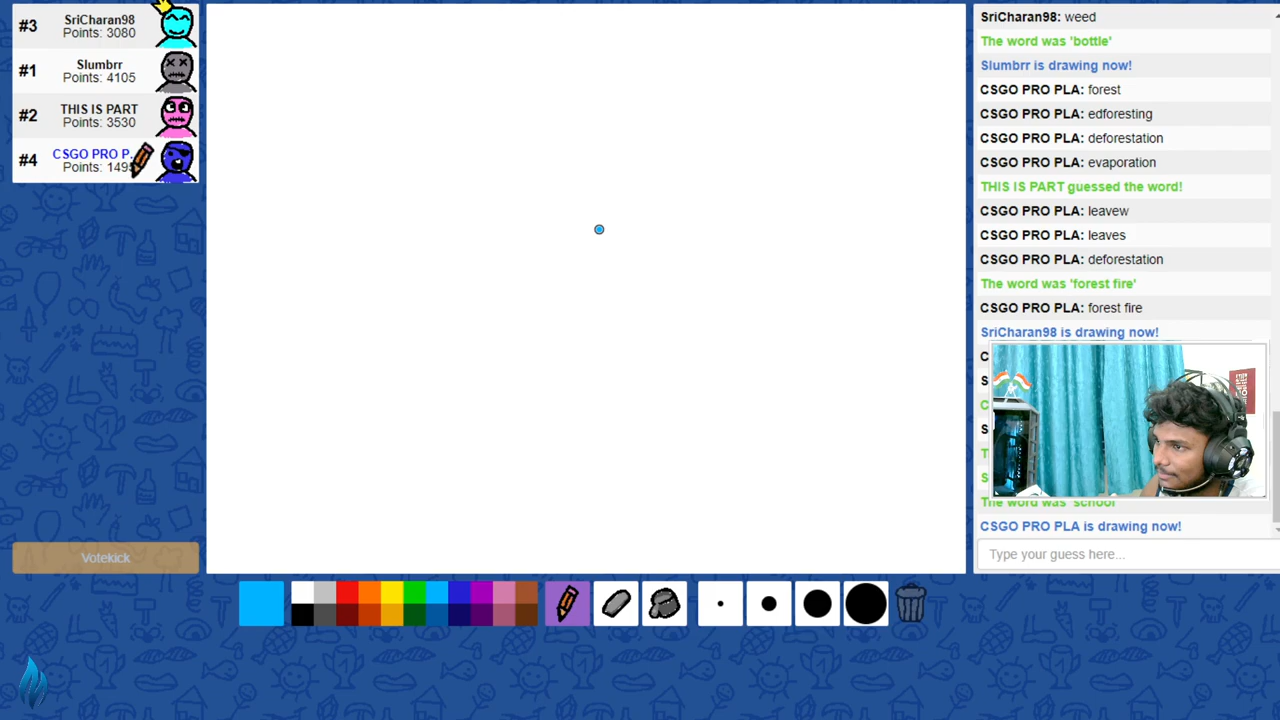 #3
SriCharan98
Points: 3080
#1
Slumbrr
Points: 4105
#2
THIS IS PART
Points: 3530
#4
CSGO PRO P
Points: 1495
Votekick
SriCharan98: weed
The word was 'bottle'
Slumbrr is drawing now!
CSGO PRO PLA: forest
CSGO PRO PLA: edforesting
CSGO PRO PLA: deforestation
CSGO PRO PLA: evaporation
THIS IS PART guessed the word!
CSGO PRO PLA: leavew
CSGO PRO PLA: leaves
CSGO PRO PLA: deforestation
The word was 'forest fire'
CSGO PRO PLA: forest fire
SriCharan98 is drawing now!
The word was 'school'
CSGO PRO PLA is drawing now!
Type your guess here...